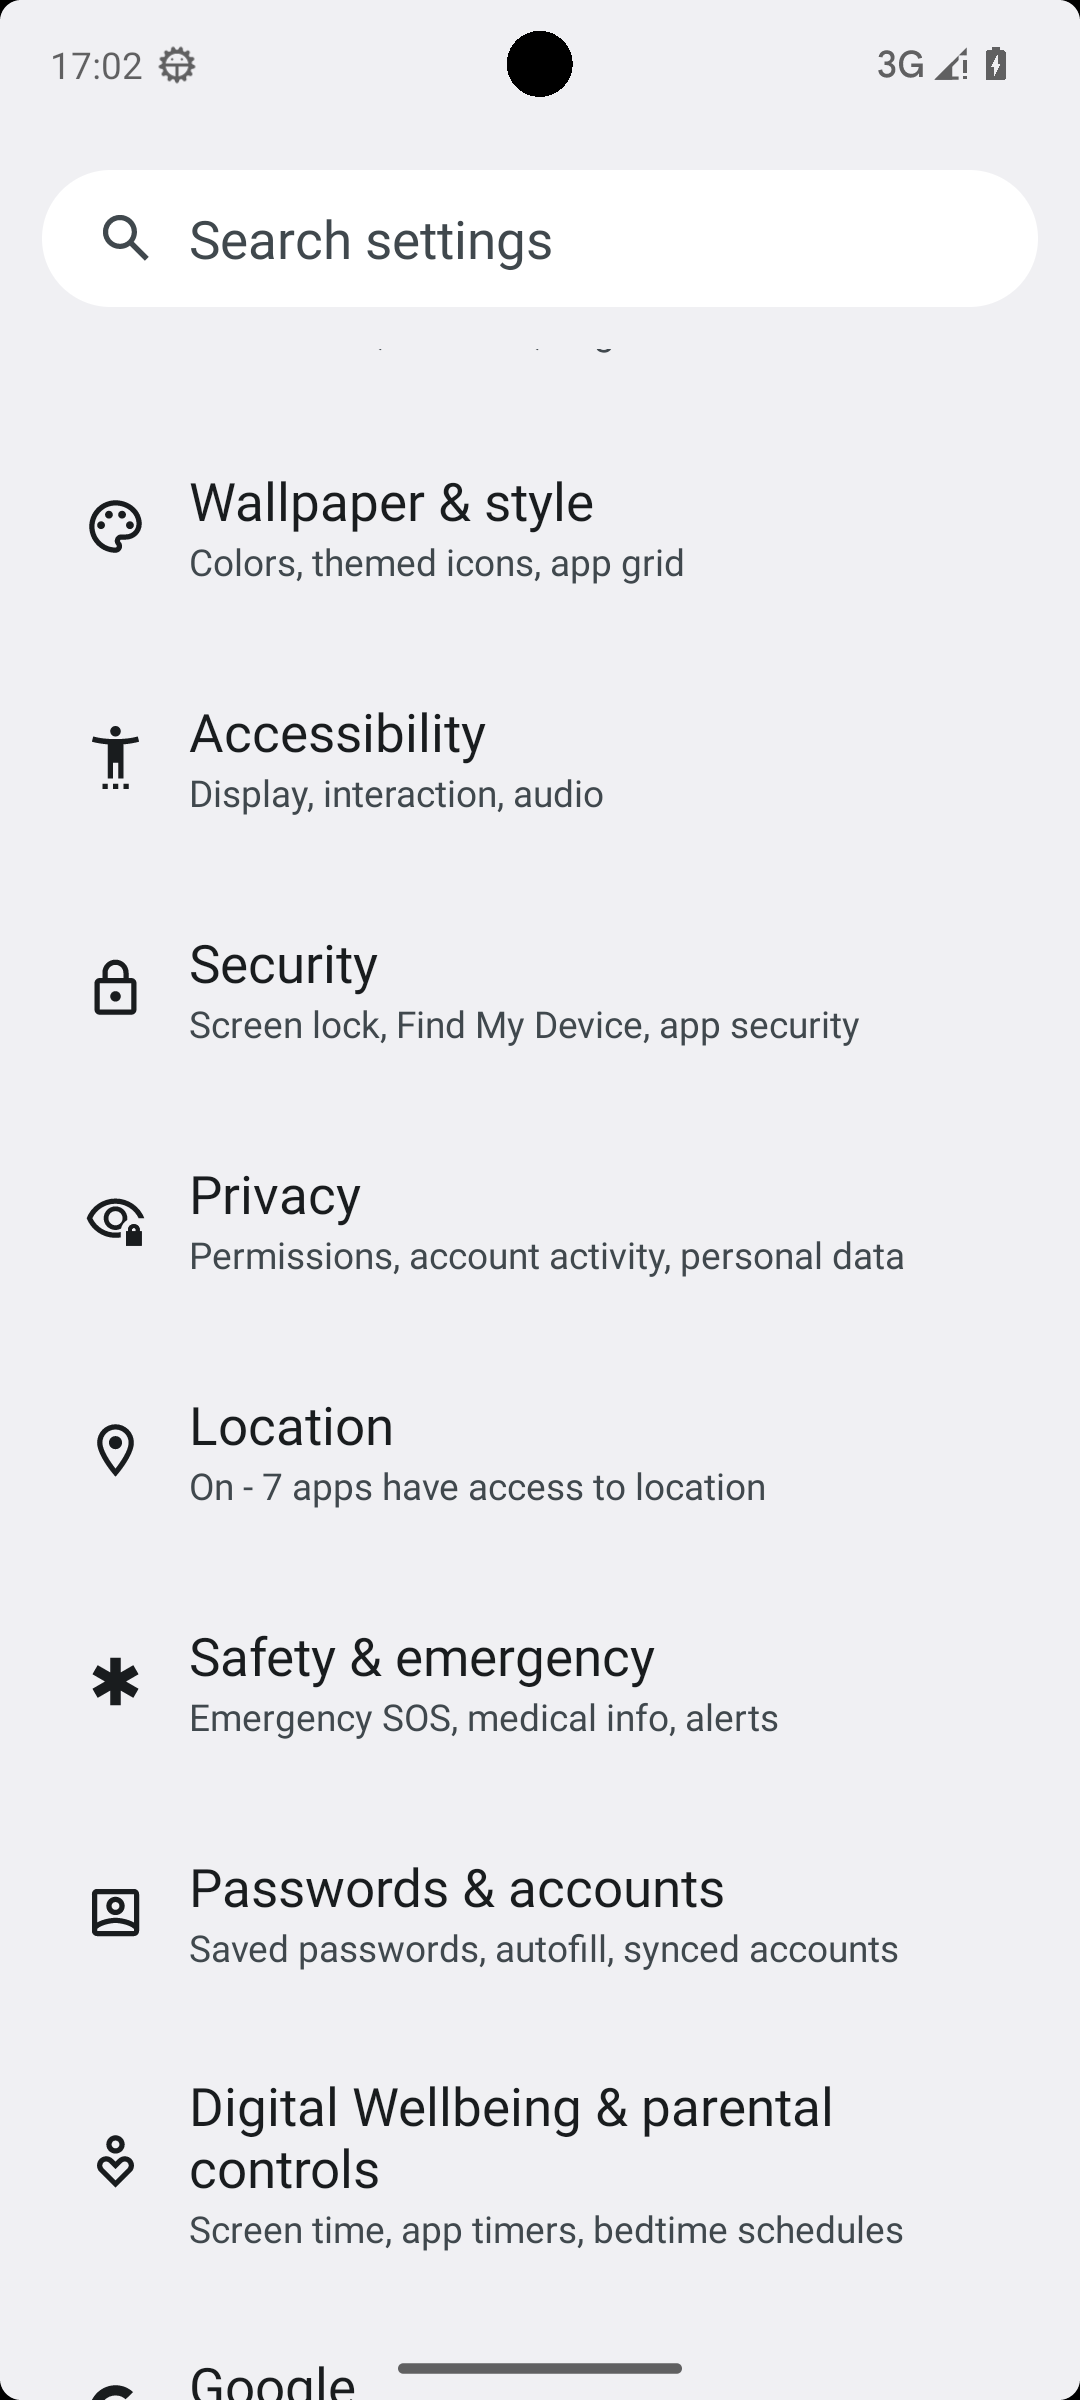 17:02
3G
Search settings
Wallpaper & style
Colors, themed icons, app grid
Accessibility
Display, interaction, audio
Security
Screen lock, Find My Device, app security
Privacy
Permissions, account activity, personal data
Location
On - 7 apps have access to location
Safety & emergency
Emergency SOS, medical info, alerts
Passwords & accounts
Saved passwords, autofill, synced accounts
Digital Wellbeing & parental
controls
Screen time, app timers, bedtime schedules
Google